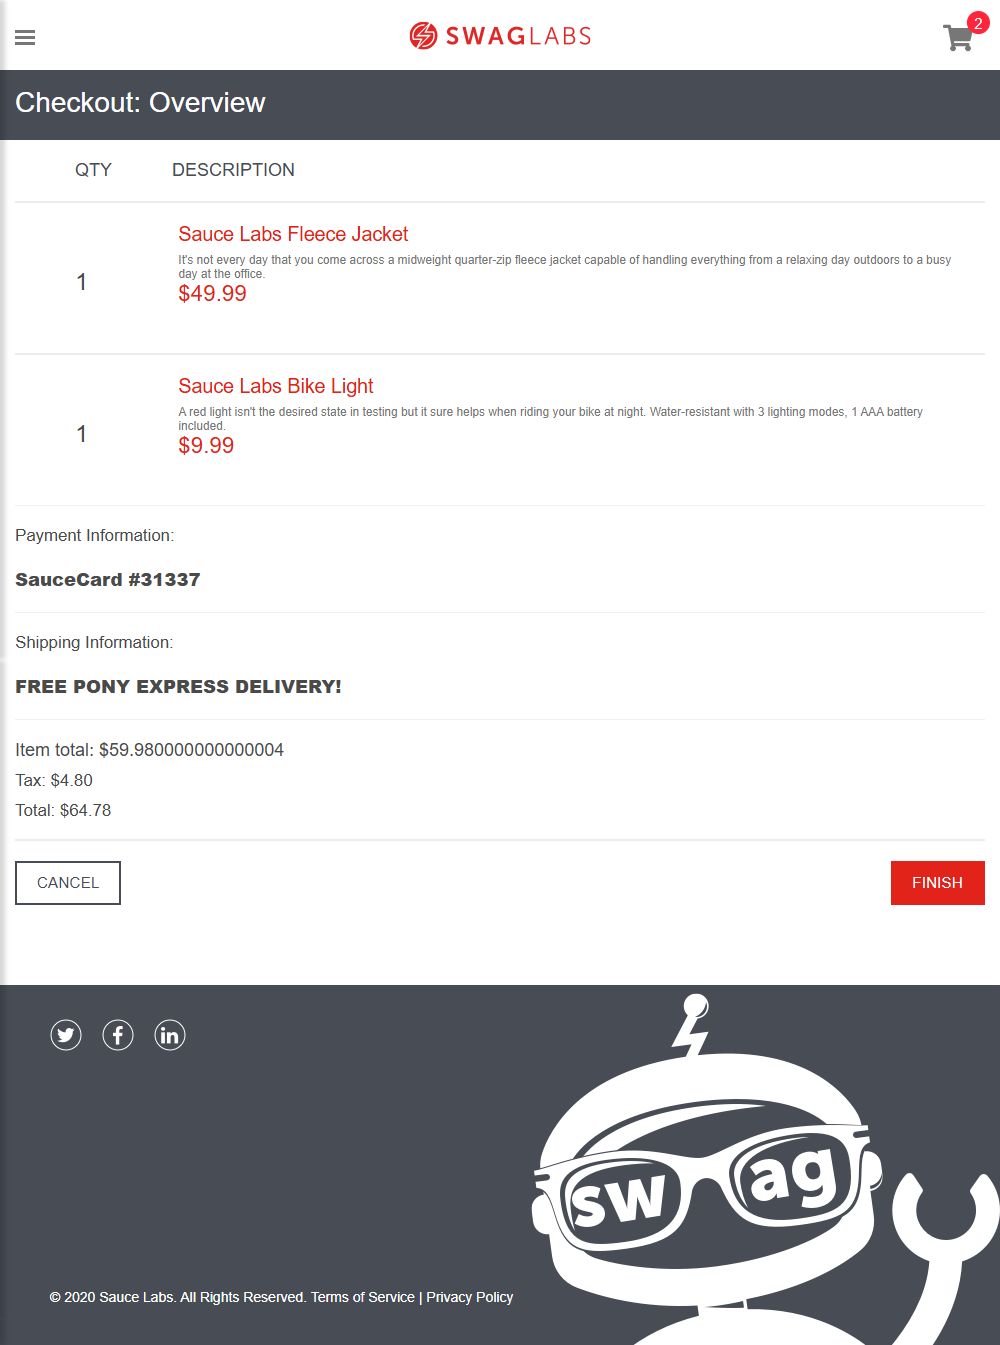 SWAGLABS
2
Checkout: Overview
QTY DESCRIPTION
Sauce Labs Fleece Jacket
It's not every day that you come across a midweight quarter-zip fleece jacket capable of handling everything from a relaxing day outdoors to a busy
day at the office.
1
$49.99
Sauce Labs Bike Light
A red light isn't the desired state in testing but it sure helps when riding your bike at night. Water-resistant with 3 lighting modes, 1 AAA battery
included.
1
$9.99
Payment Information:
SauceCard #31337
Shipping Information:
FREE PONY EXPRESS DELIVERY!
Item total: $59.980000000000004
Tax: $4.80
Total: $64.78
CANCEL FINISH
swag
© 2020 Sauce Labs. All Rights Reserved. Terms of Service | Privacy Policy